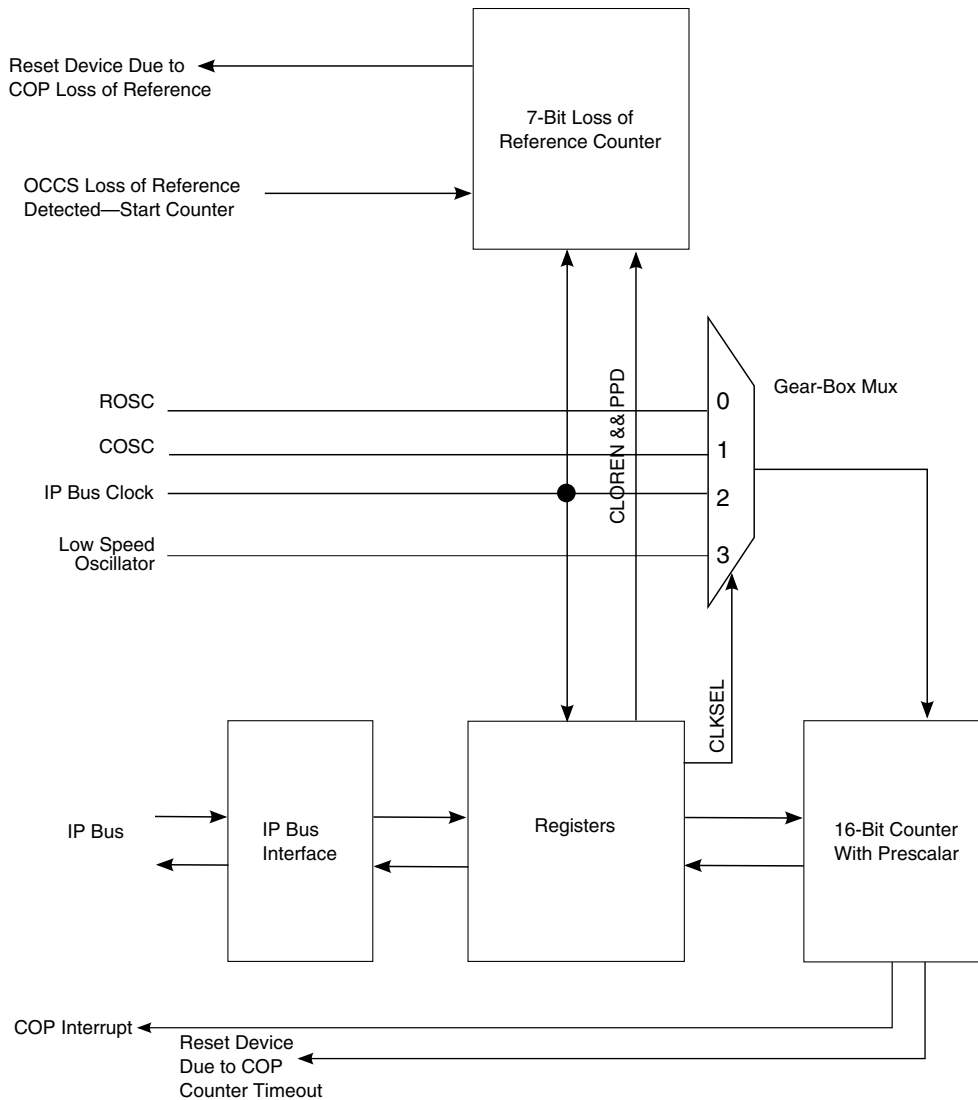 Reset Device Due to
COP Loss of Reference
7-Bit Loss of
Reference Counter
OCCS Loss of Reference
Detected—Start Counter
ROSC
COSC
IP Bus Clock
Low Speed
Oscillator
CLOREN && PPD
0
1
2
3
Gear-Box Mux
CLKSEL
IP Bus
IP Bus
Interface
Registers
16-Bit Counter
With Prescalar
COP Interrupt
Reset Device
Due to COP
Counter Timeout